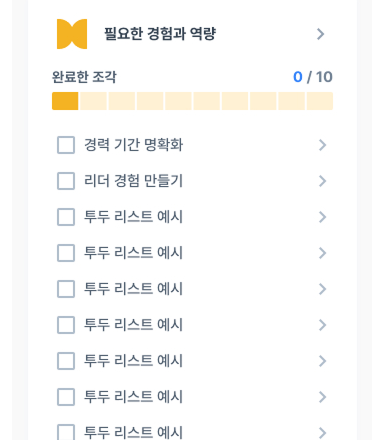 필요한 경험과 역량
완료한 조각 0 / 10
경력 기간 명확화
리더 경험 만들기
투두 리스트 예시
투두 리스트 예시
투두 리스트 예시
투두 리스트 예시
투두 리스트 예시
투두 리스트 예시
투두 리스트 예시